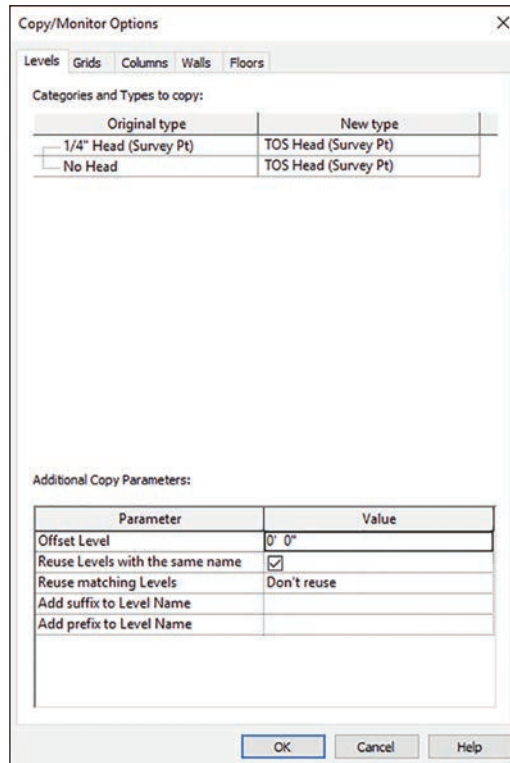 Copy/Monitor Options
Levels Grids Columns Walls Floors
Categories and Types to copy:
Original type New type
1/4" Head (Survey Pt) TOS Head (Survey Pt)
No Head TOS Head (Survey Pt)
Additional Copy Parameters:
Parameter Value
Offset Level 0' 0"
Reuse Levels with the same name
Reuse matching Levels Don't reuse
Add suffix to Level Name
Add prefix to Level Name
OK Cancel Help